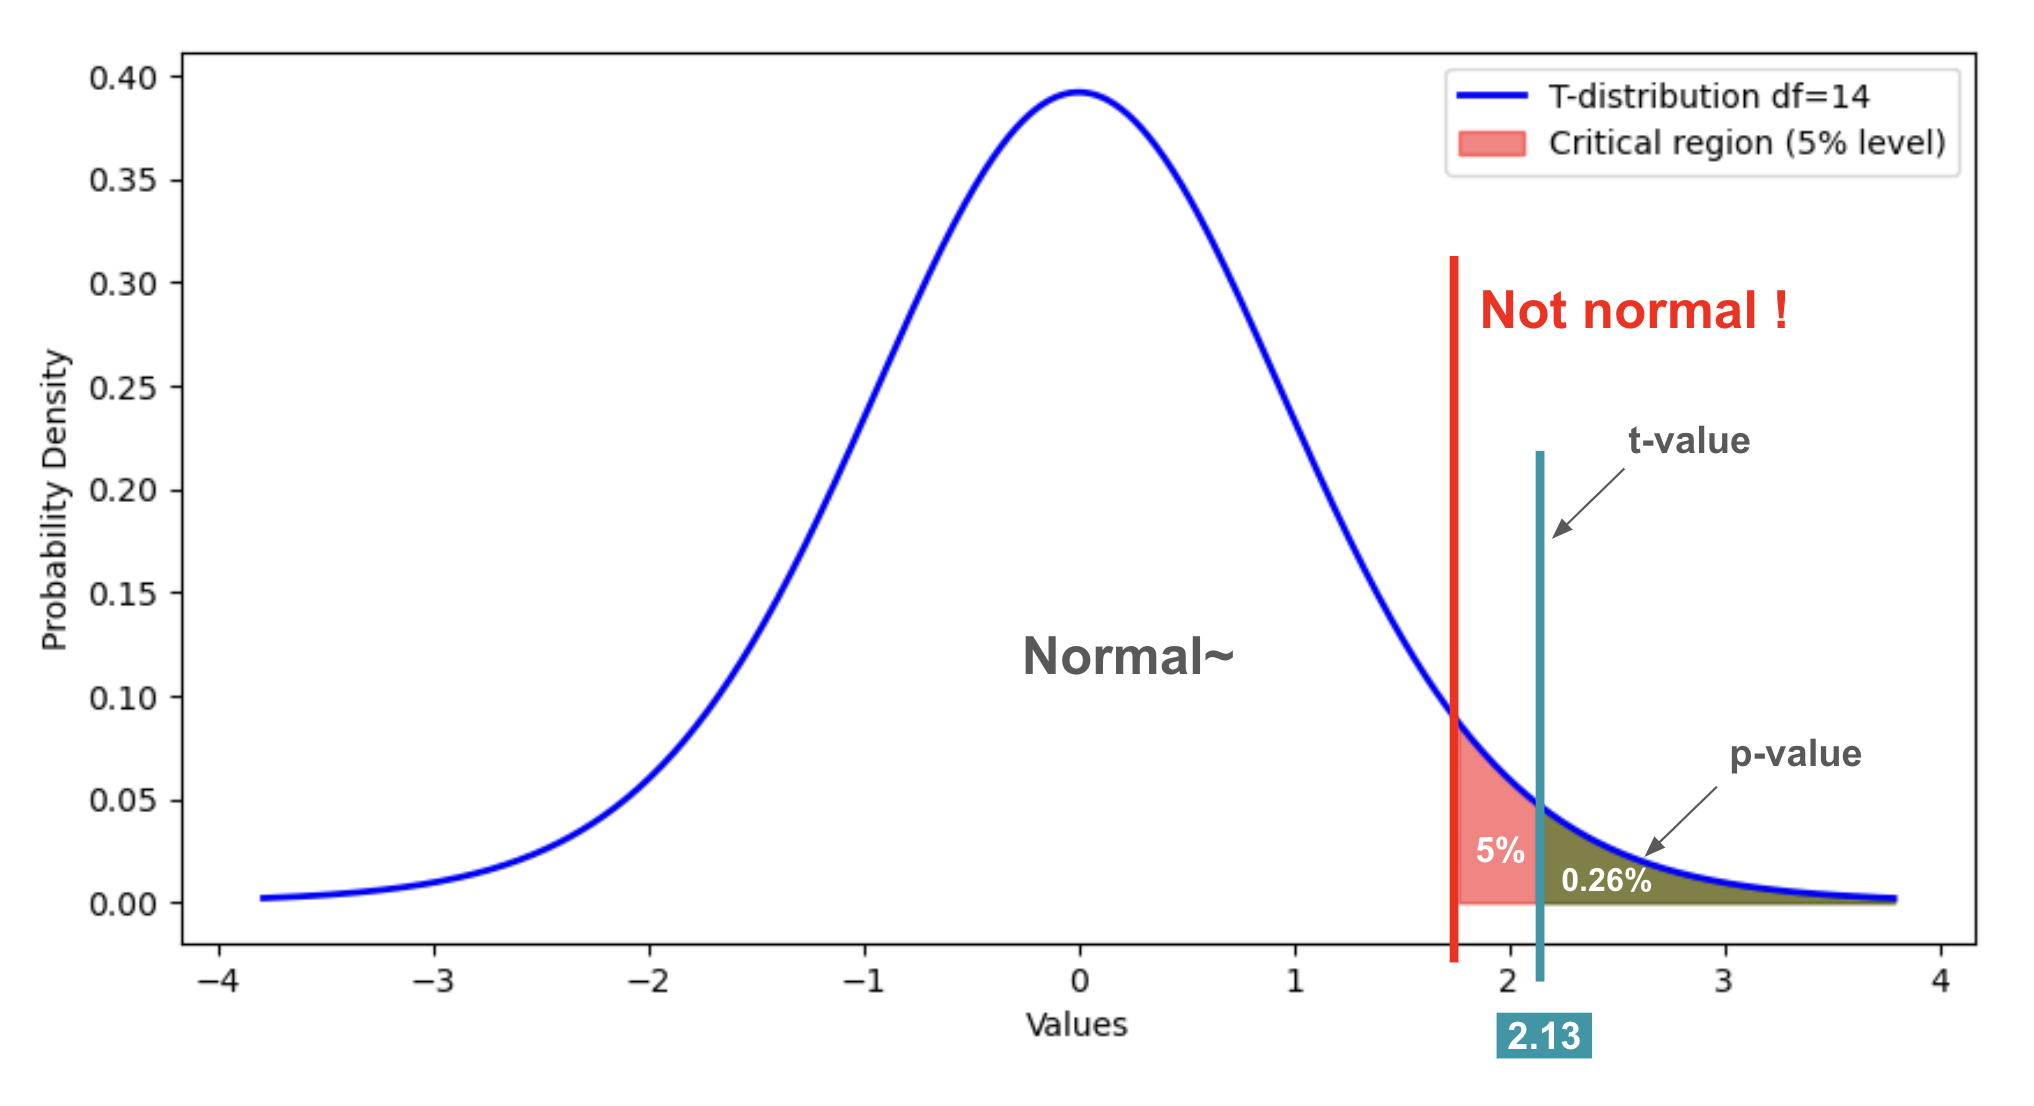 T-distribution df=14
Critical region (5% level)
0.40
0.35
0.30
0.25
0.20
0.15
0.10
0.05
0.00
Probability Density
Not normal !
t-value
Normal~
p-value
5%
0.26%
−4 −3 −2 −1 0 1 2 3 4
Values
2.13